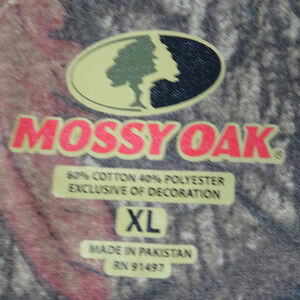 MOSSY OAK®
60% COTTON 40% POLYESTER
EXCLUSIVE OF DECORATION
XL
MADE IN PAKISTAN
RN 91497